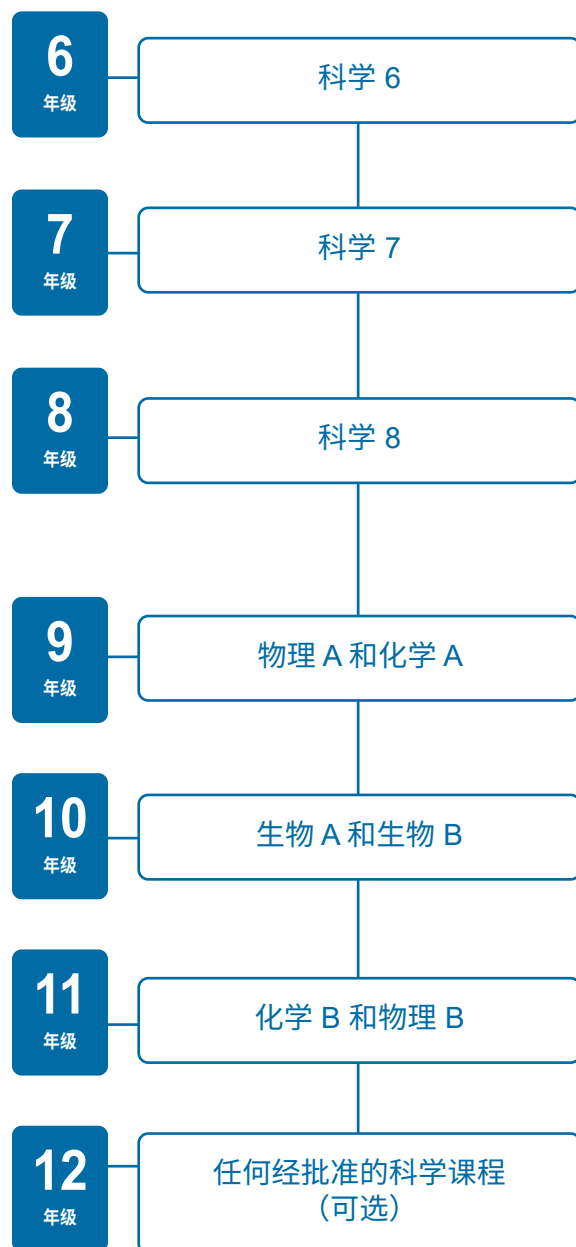 6
年级
科学 6
7
年级
科学 7
8
年级
科学 8
9
年级
物理 A 和化学 A
10
年级
生物 A 和生物 B
11
年级
化学 B 和物理 B
12
年级
任何经批准的科学课程
（可选）